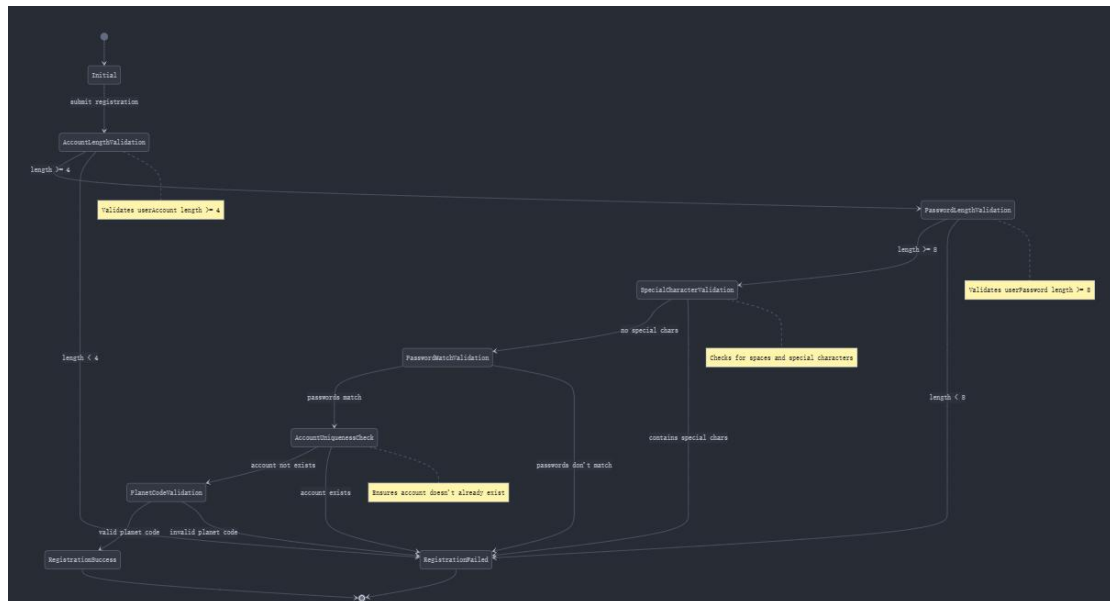 Initial
submit registration
AccountLengthValidation
length >= 4
Validates userAccount length >= 4
PasswordLengthValidation
length >= 8
SpecialCharacterValidation
Validates userPassword length >= 8
no special chars
PasswordMatchValidation
Checks for spaces and special characters
length < 4
passwords match
length < 8
AccountUniquenessCheck
contains special chars
account not exists
passwords don't match
PlanetCodeValidation
account exists
Ensures account doesn't already exist
valid planet code
invalid planet code
RegistrationSuccess
RegistrationFailed